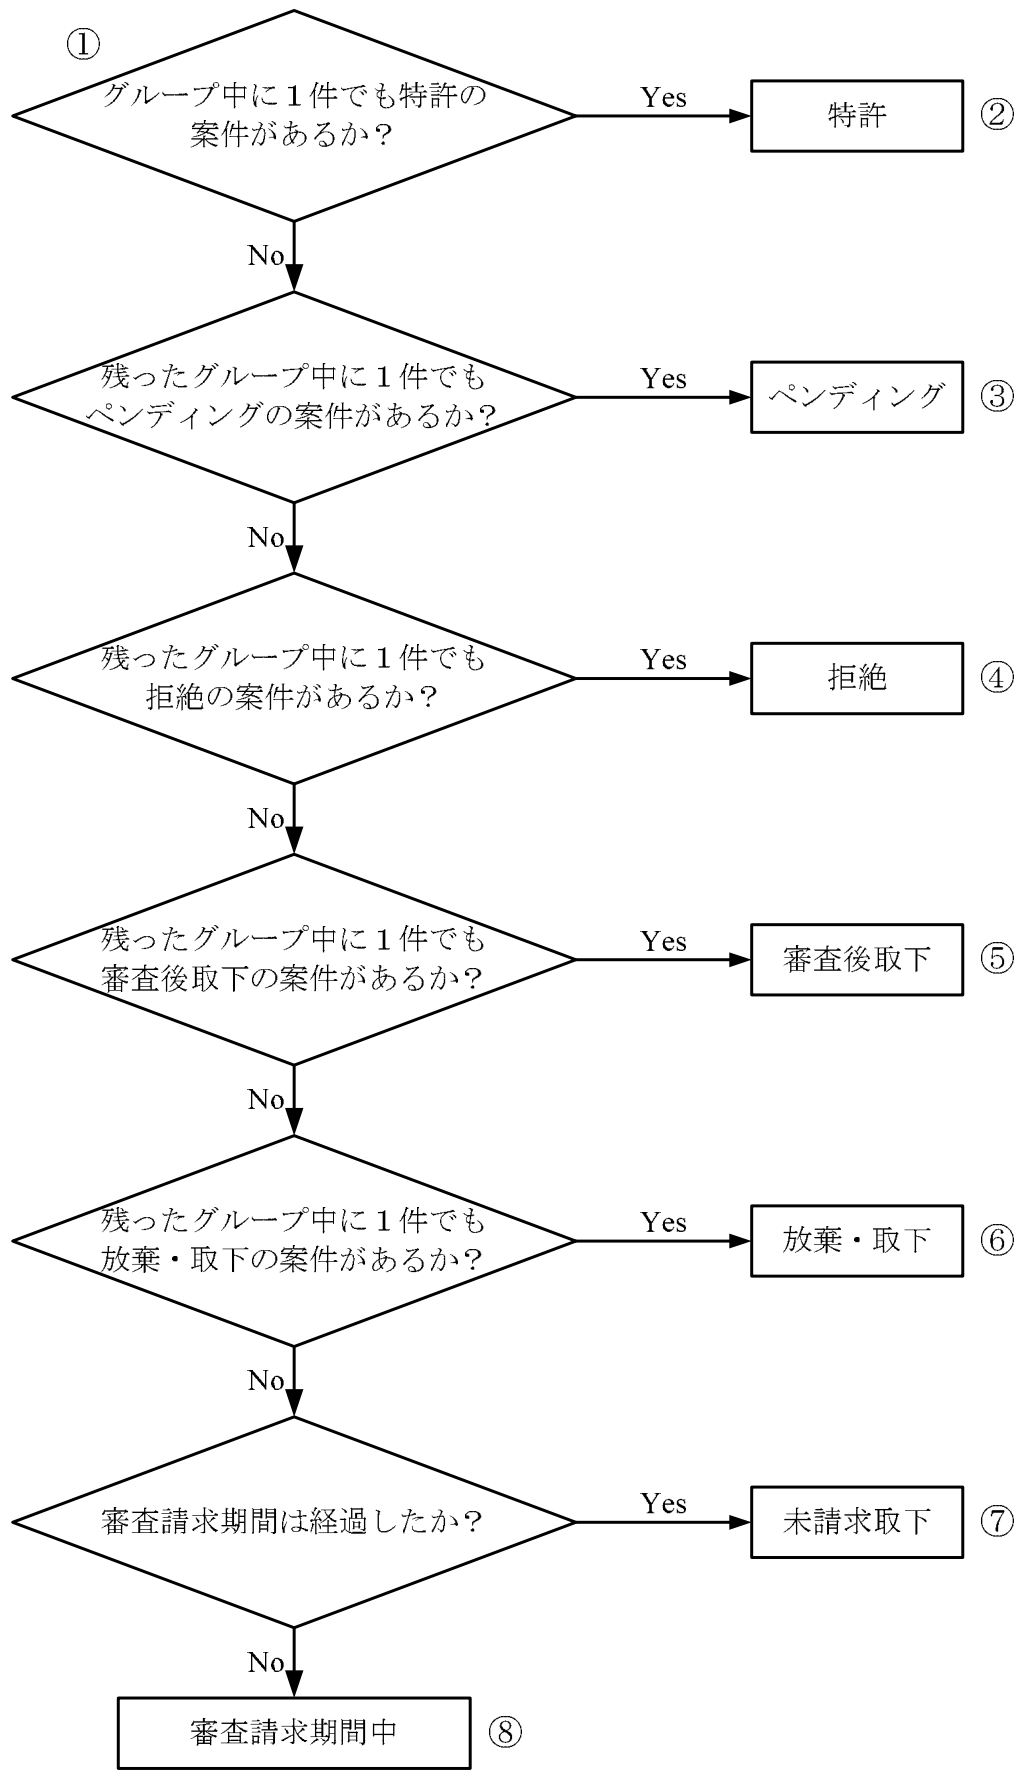 ①
グループ中に１件でも特許の
案件があるか？
Yes
特許
②
No
残ったグループ中に１件でも
ペンディングの案件があるか？
Yes
ペンディング
③
No
残ったグループ中に１件でも
拒絶の案件があるか？
Yes
拒絶
④
No
残ったグループ中に１件でも
審査後取下の案件があるか？
Yes
審査後取下
⑤
No
残ったグループ中に１件でも
放棄・取下の案件があるか？
Yes
放棄・取下
⑥
No
審査請求期間は経過したか？
Yes
未請求取下
⑦
No
審査請求期間中
⑧